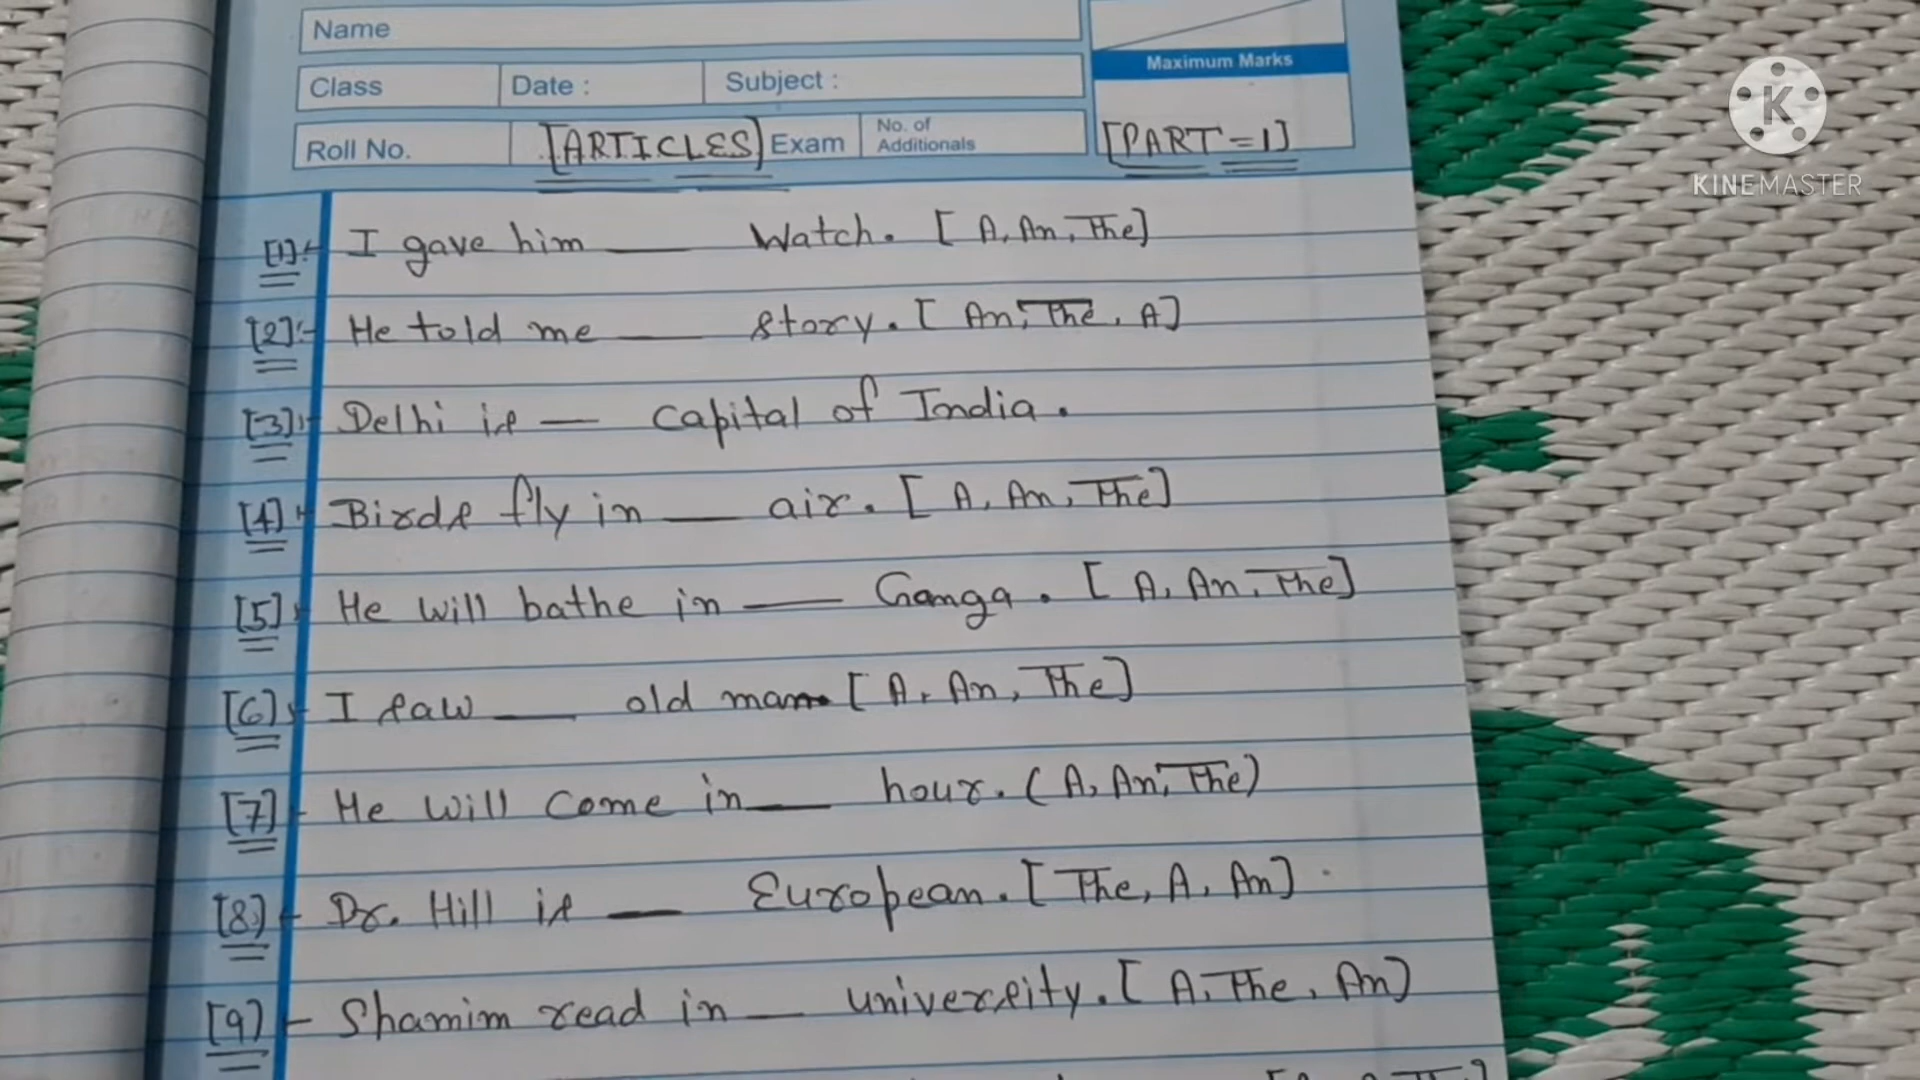 Name
Maximum Marks
Class Date : Subject :
Roll No. [ARTICLES] Exam No. of Additionals [PART=1]
K
KINEMASTER
[1]:- I gave him ___ Watch. [A, An, The]
[2]:- He told me ___ story. [An, The, A]
[3]:- Delhi is — capital of India.
[4]:- Birds fly in ___ air. [A, An, The]
[5]:- He will bathe in ___ Ganga. [A, An, The]
[6]:- I saw ___ old man. [A, An, The]
[7]:- He will come in ___ hour. (A, An, The)
[8]:- Dr. Hill is ___ European. [The, A, An]
[9]:- Shamim read in ___ university. [A, The, An]